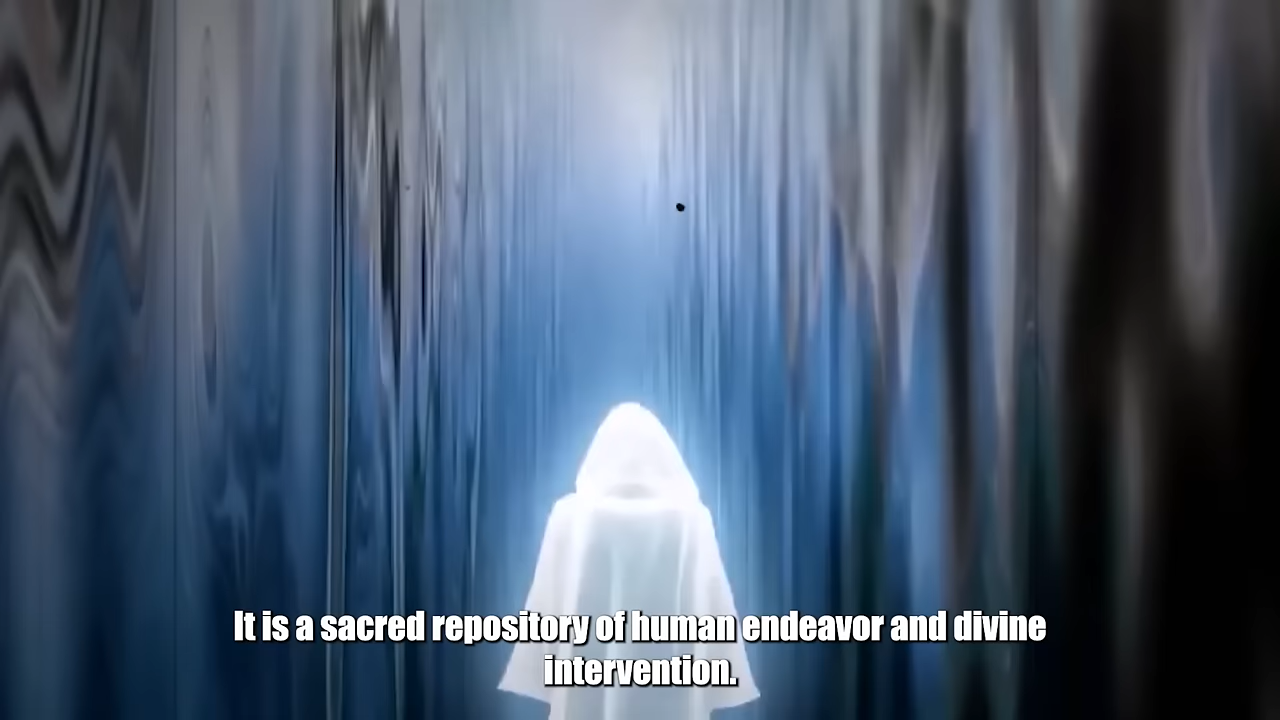 It is a sacred repository of human endeavor and divine
intervention.